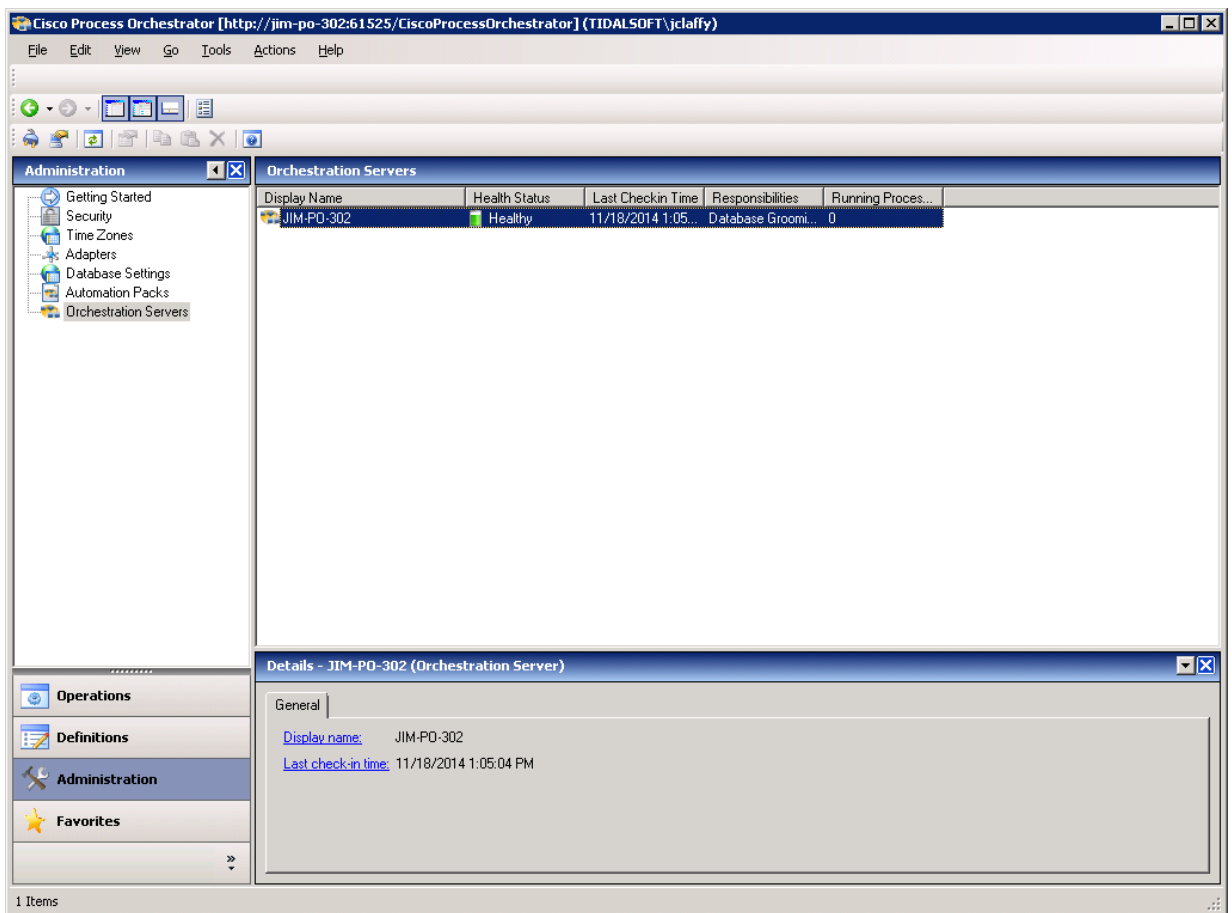 Cisco Process Orchestrator [http://jim-po-302:61525/CiscoProcessOrchestrator] (TIDALSOFT\jclaffy)
File Edit View Go Tools Actions Help
Administration
Getting Started
Security
Time Zones
Adapters
Database Settings
Automation Packs
Orchestration Servers
Operations
Definitions
Administration
Favorites
Orchestration Servers
Display Name Health Status Last Checkin Time Responsibilities Running Proces...
JIM-PO-302 Healthy 11/18/2014 1:05... Database Groomi... 0
Details - JIM-PO-302 (Orchestration Server)
General
Display name: JIM-PO-302
Last check-in time: 11/18/2014 1:05:04 PM
1 Items